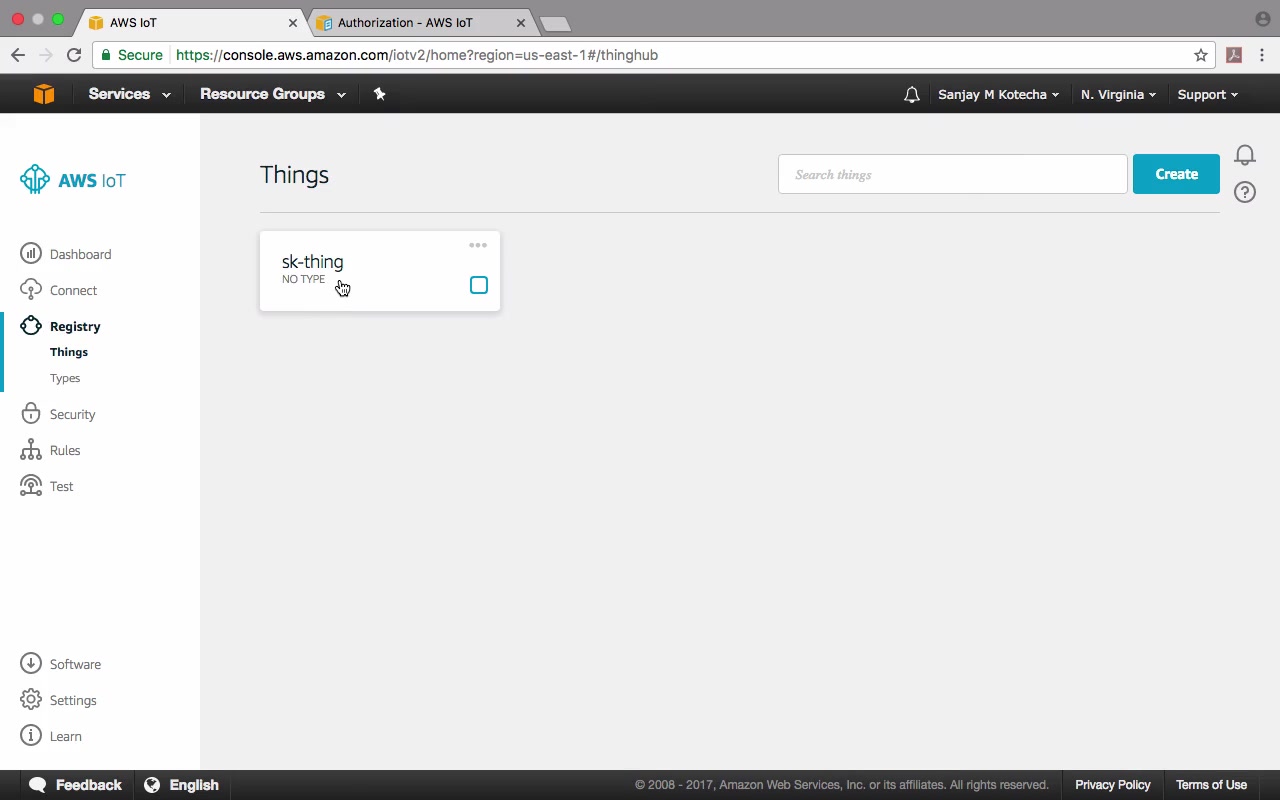 AWS IoT
Authorization - AWS IoT
Secure https://console.aws.amazon.com/iotv2/home?region=us-east-1#/thinghub
Services Resource Groups Sanjay M Kotecha N. Virginia Support
AWS IoT
Things
Search things
Create
sk-thing
NO TYPE
Dashboard
Connect
Registry
Things
Types
Security
Rules
Test
Software
Settings
Learn
Feedback English © 2008 - 2017, Amazon Web Services, Inc. or its affiliates. All rights reserved. Privacy Policy Terms of Use